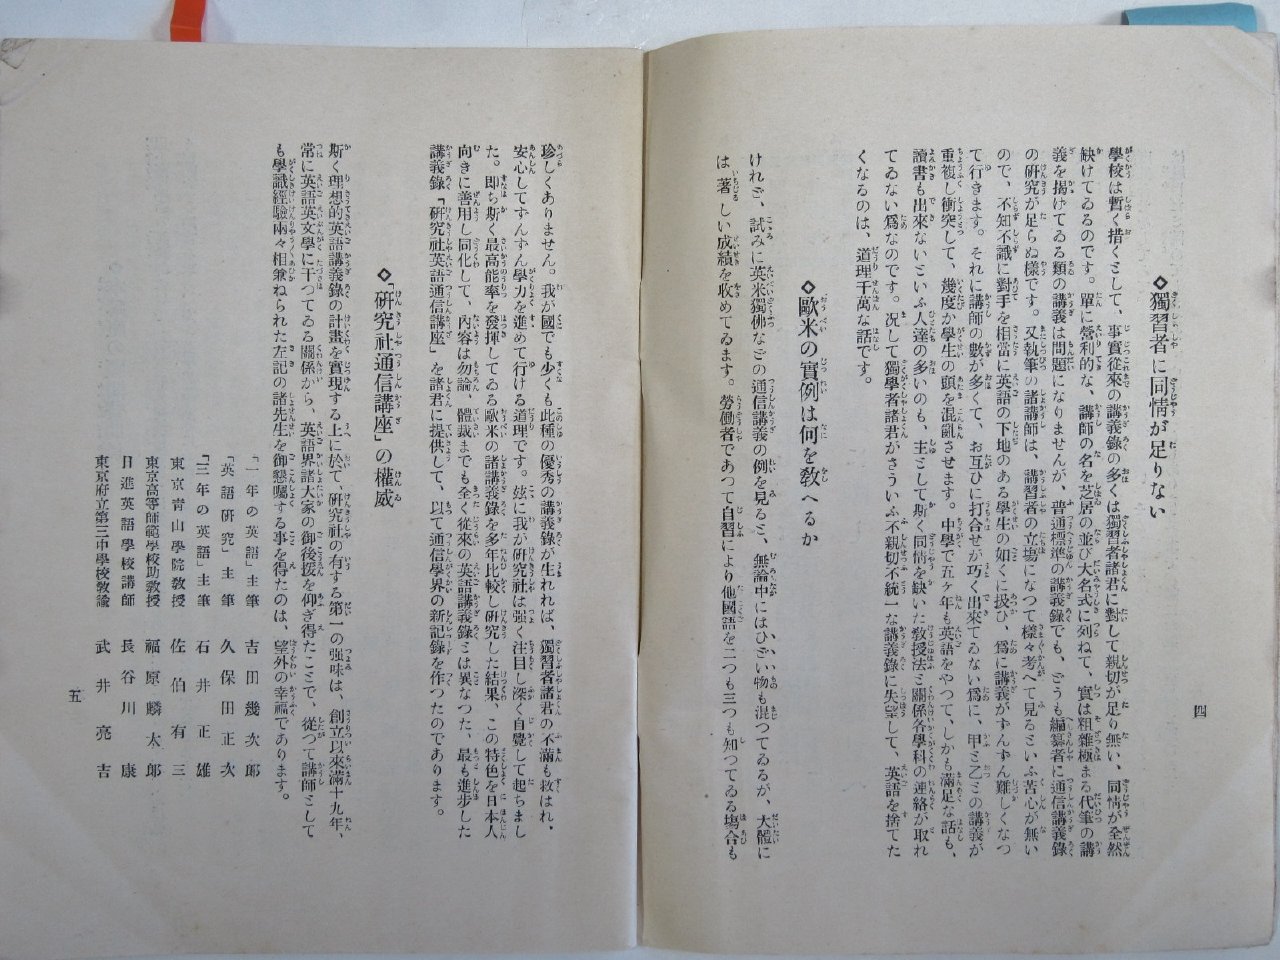 四
◇獨習者に同情が足りない
學校は暫く措くとして、事實從來の講義錄の多くは獨習者諸君に對して親切が足り無い、同情が全然
缺けてゐるのです。單に營利的な、講師の名を芝居の並び大名式に列ねて、實は粗雜極まる代筆の講
義を揭げてゐる類の講義は問題になりませんが、普通標準の講義錄でも、どうも編纂者に通信講義錄
の硏究が足らぬ樣です。又執筆の諸講師は、講習者の立場になつて樣々考へて見るといふ苦心が無い
ので、不知不識に對手を相當に英語の下地のある學生の如くに扱ひ、爲に講義がずんずん難しくなつ
て行きます。それに講師の數が多くて、お互ひに打合せが巧く出來てゐない爲に、甲と乙との講義が
重複し衝突して、幾度か學生の頭を混亂させます。中學で五ヶ年も英語をやつて、しかも滿足な話も、
讀書も出來ないといふ人達の多いのも、主として斯く同情を缺いた敎授法と關係各學科の連絡が取れ
てゐない爲なのです。况して獨學者諸君がさういふ不親切不統一な講義錄に失望して、英語を捨てた
くなるのは、道理千萬な話です。
◇歐米の實例は何を敎へるか
けれど、試みに英米獨佛などの通信講義の例を見ると、無論中にはひどい物も混つてゐるが、大體に
は著しい成績を收めてゐます。勞働者であつて自習により他國語を二つも三つも知つてゐる塲合も
珍しくありません。我が國でも少くも此種の優秀の講義錄が生れれば、獨習者諸君の不滿も救はれ、
安心してずんずん學力を進めて行ける道理です。玆に我が硏究社は强く注目し深く自覺して起ちまし
た。卽ち斯く最高能率を發揮してゐる歐米の諸講義錄を多年比較し硏究した結果、この特色を日本人
向きに善用し同化して、內容は勿論、體裁までも全く從來の英語講義錄とは異なつた、最も進步した
講義錄『硏究社英語通信講座』を諸君に提供して、以て通信學界の新記錄を作つたのであります。
◇「硏究社通信講座」の權威
斯く理想的英語講義錄の計畫を實現する上に於て、硏究社の有する第一の强味は、創立以來滿十九年
常に英語英文學に干つてゐる關係から、英語界諸大家の御後援を仰ぎ得たことで、從つて講師として
も學識經驗兩々相兼ねられた左記の諸先生を御懇囑する事を得たのは、望外の幸福であります。
「一年の英語」主筆　吉田幾次郎
「英語硏究」主筆　久保田正次
「三年の英語」主筆　石井正雄
東京靑山學院敎授　佐伯有三
東京高等師範學校助敎授　福原麟太郎
日進英語學校講師　長谷川康
東京府立第三中學校敎諭　武井亮吉
五